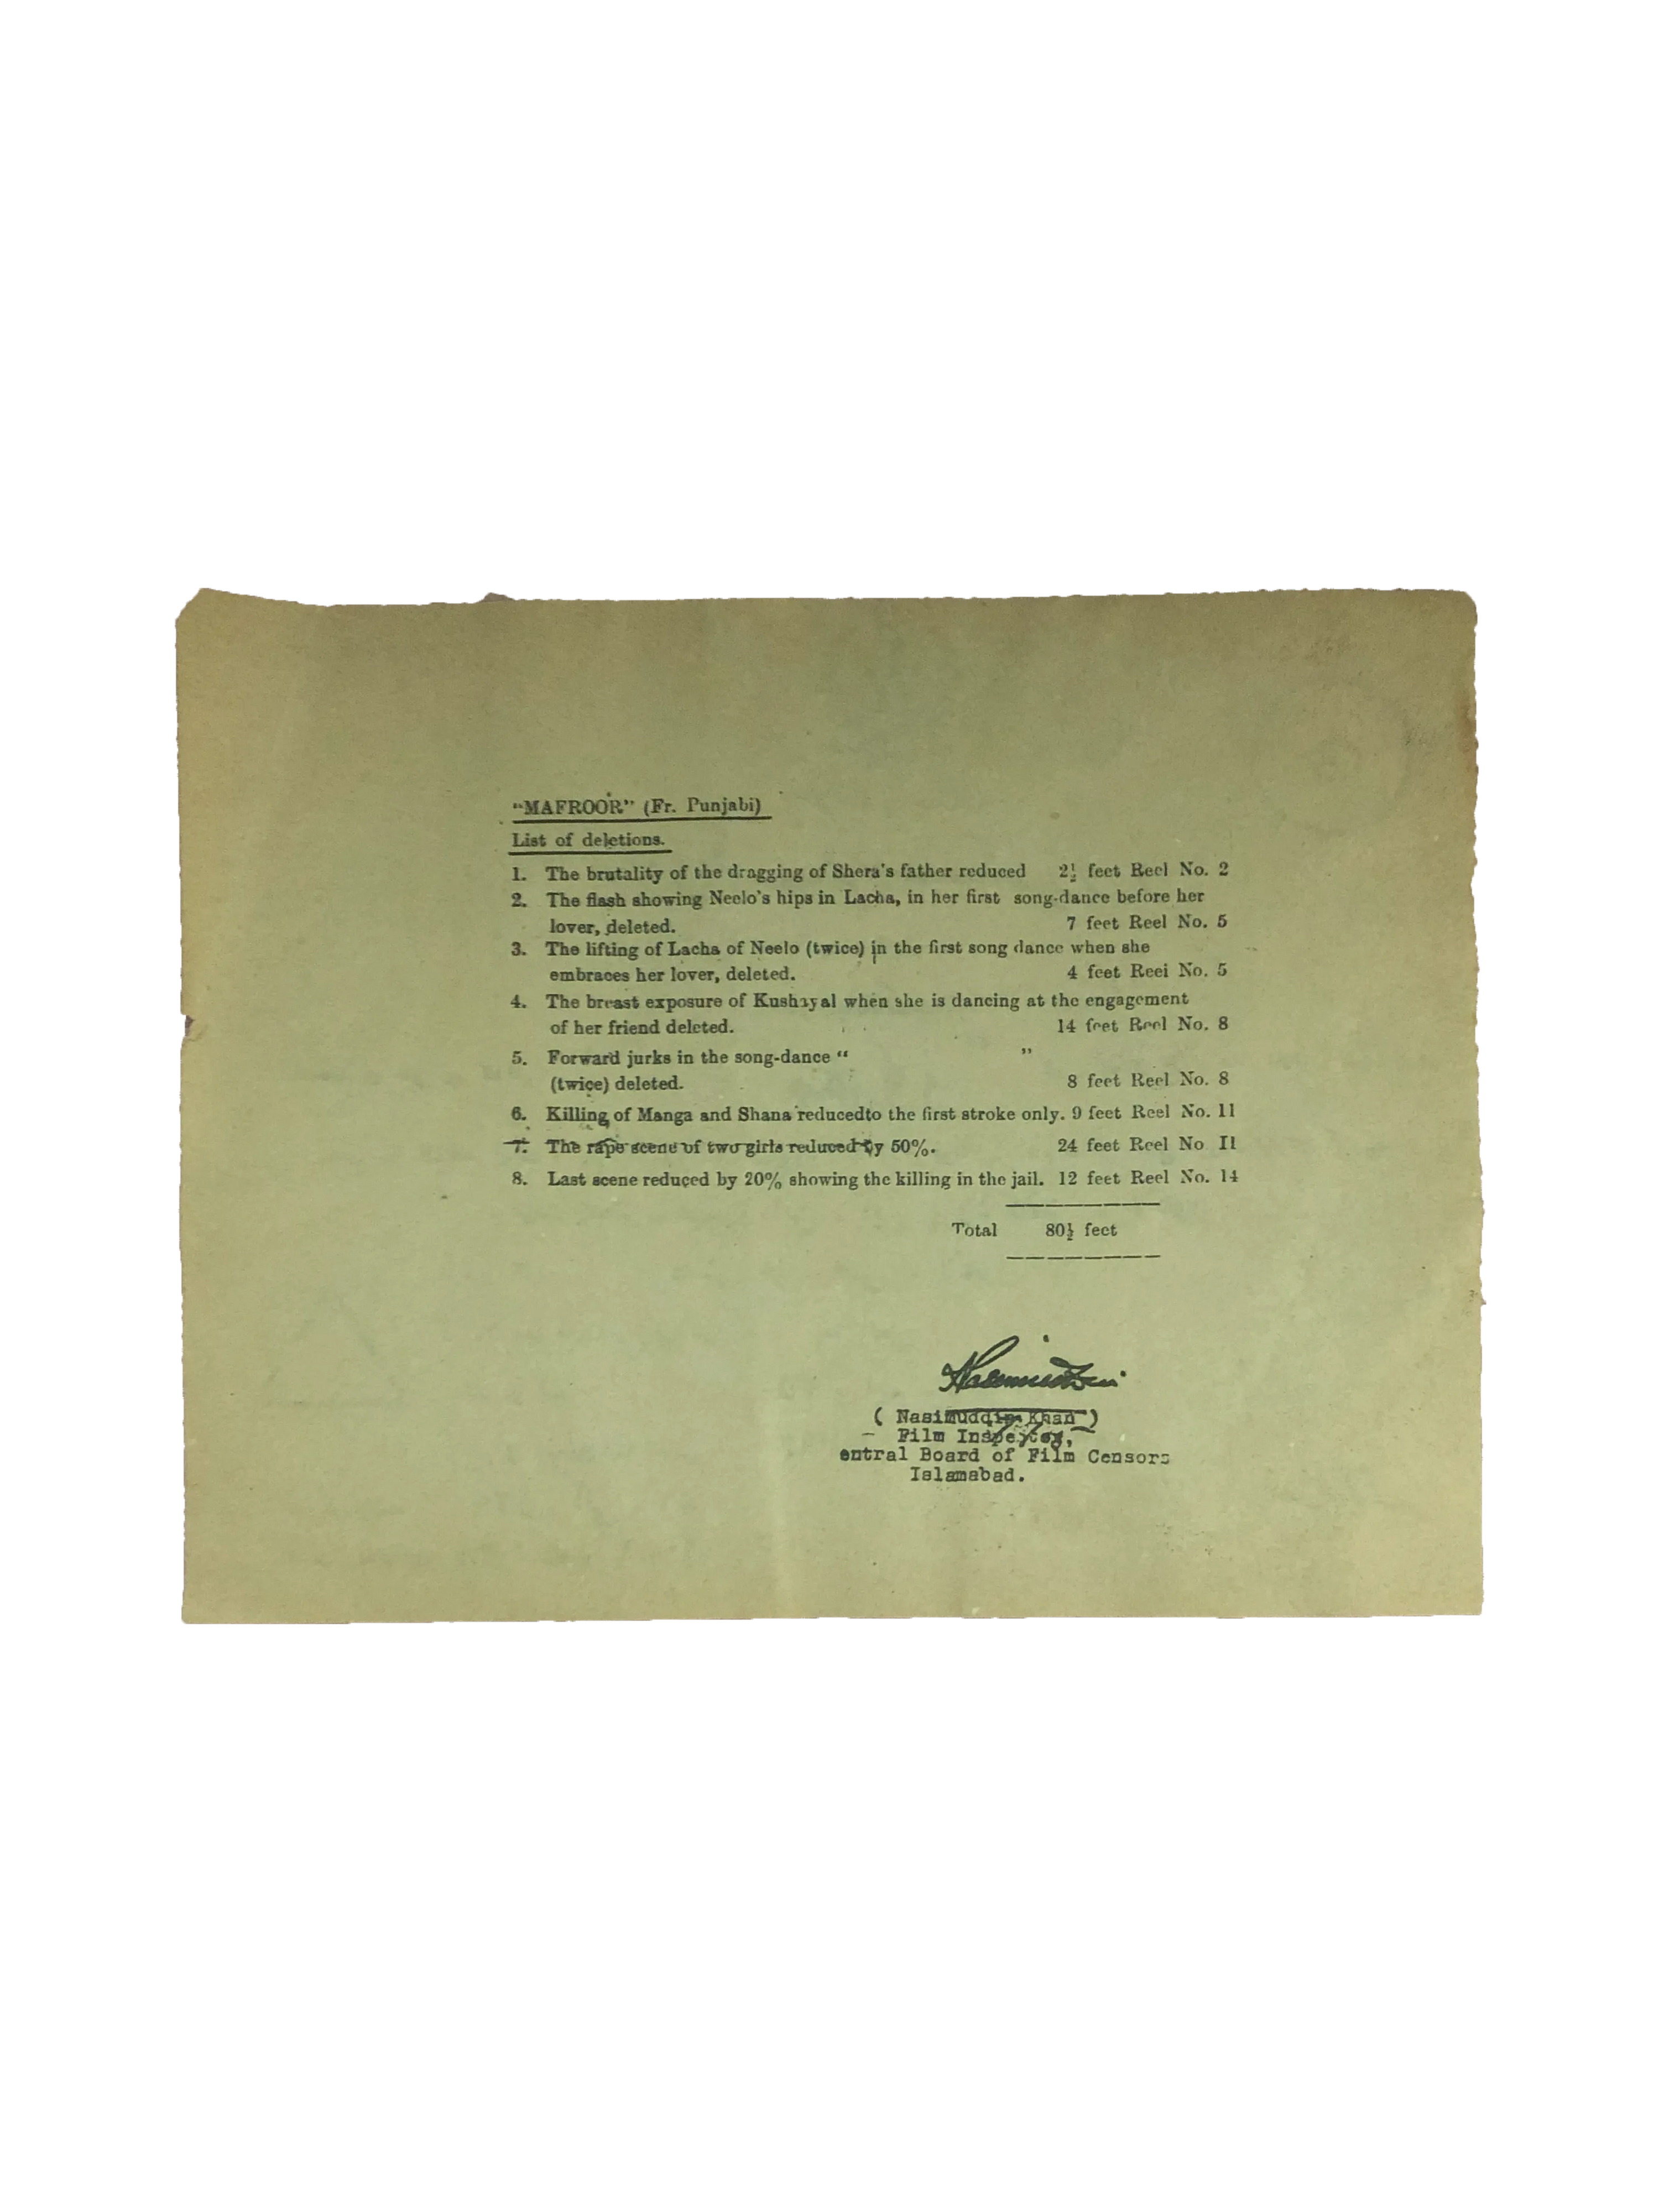 "MAFROOR" (Fr. Punjabi)
List of deletions.
1. The brutality of the dragging of Shera's father reduced 2½ feet Reel No. 2
2. The flash showing Neelo's hips in Lacha, in her first song-dance before her
lover, deleted. 7 feet Reel No. 5
3. The lifting of Lacha of Neelo (twice) in the first song dance when she
embraces her lover, deleted. 4 feet Reei No. 5
4. The breast exposure of Kushayal when she is dancing at the engagement
of her friend deleted. 14 feet Reel No. 8
5. Forward jurks in the song-dance " "
(twice) deleted. 8 feet Reel No. 8
6. Killing of Manga and Shana reducedto the first stroke only. 9 feet Reel No. 11
7. The rape scene of two girls reduced by 50%. 24 feet Reel No I1
8. Last scene reduced by 20% showing the killing in the jail. 12 feet Reel No. 14
Total 80½ feet
( Nasimuddin Khan )
Film Inspector,
entral Board of Film Censors
Islamabad.